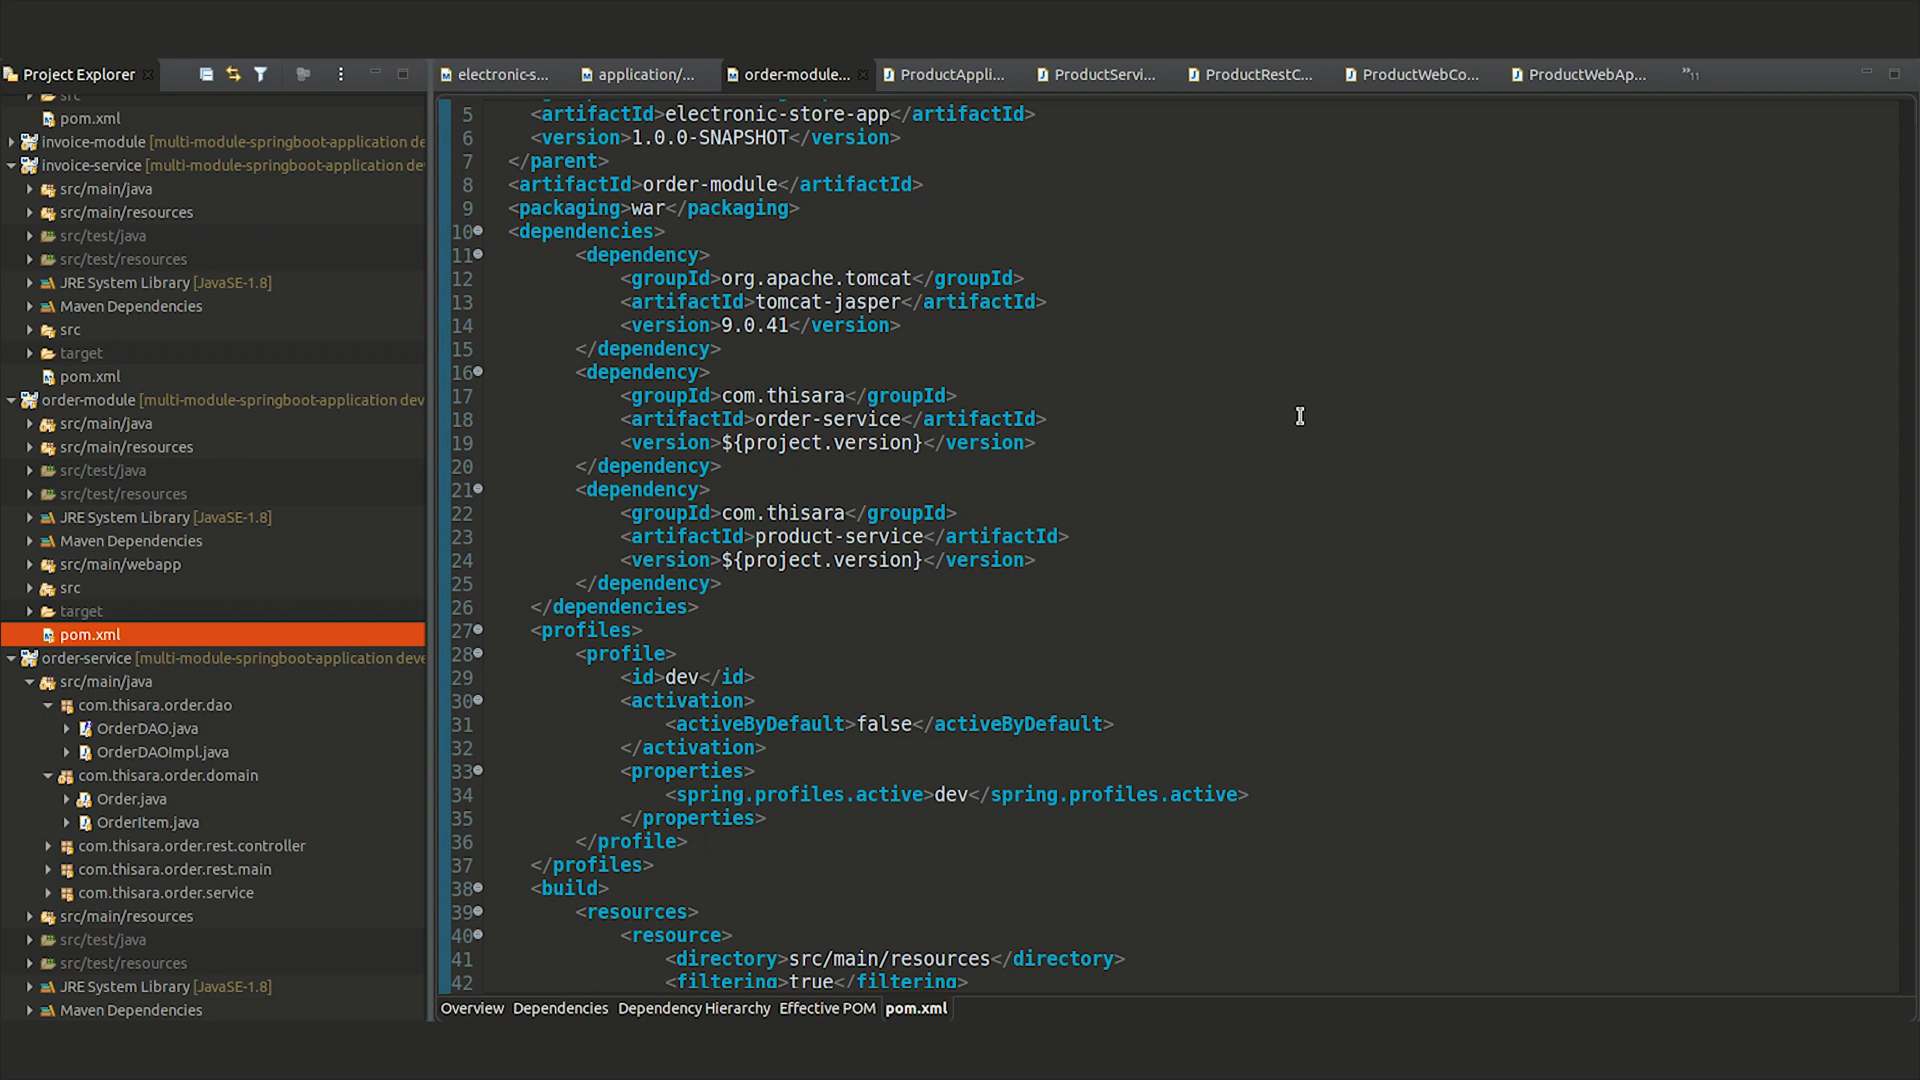 Project Explorer
src
pom.xml
invoice-module [multi-module-springboot-application de
invoice-service [multi-module-springboot-application de
src/main/java
src/main/resources
src/test/java
src/test/resources
JRE System Library [JavaSE-1.8]
Maven Dependencies
src
target
pom.xml
order-module [multi-module-springboot-application dev
src/main/java
src/main/resources
src/test/java
src/test/resources
JRE System Library [JavaSE-1.8]
Maven Dependencies
src/main/webapp
src
target
pom.xml
order-service [multi-module-springboot-application deve
src/main/java
com.thisara.order.dao
OrderDAO.java
OrderDAOImpl.java
com.thisara.order.domain
Order.java
OrderItem.java
com.thisara.order.rest.controller
com.thisara.order.rest.main
com.thisara.order.service
src/main/resources
src/test/java
src/test/resources
JRE System Library [JavaSE-1.8]
Maven Dependencies
electronic-s... application/... order-module... ProductAppli... ProductServi... ProductRestC... ProductWebCo... ProductWebAp... »11
5 <artifactId>electronic-store-app</artifactId>
6 <version>1.0.0-SNAPSHOT</version>
7 </parent>
8 <artifactId>order-module</artifactId>
9 <packaging>war</packaging>
10 <dependencies>
11 <dependency>
12 <groupId>org.apache.tomcat</groupId>
13 <artifactId>tomcat-jasper</artifactId>
14 <version>9.0.41</version>
15 </dependency>
16 <dependency>
17 <groupId>com.thisara</groupId>
18 <artifactId>order-service</artifactId>
19 <version>${project.version}</version>
20 </dependency>
21 <dependency>
22 <groupId>com.thisara</groupId>
23 <artifactId>product-service</artifactId>
24 <version>${project.version}</version>
25 </dependency>
26 </dependencies>
27 <profiles>
28 <profile>
29 <id>dev</id>
30 <activation>
31 <activeByDefault>false</activeByDefault>
32 </activation>
33 <properties>
34 <spring.profiles.active>dev</spring.profiles.active>
35 </properties>
36 </profile>
37 </profiles>
38 <build>
39 <resources>
40 <resource>
41 <directory>src/main/resources</directory>
42 <filtering>true</filtering>
Overview Dependencies Dependency Hierarchy Effective POM pom.xml